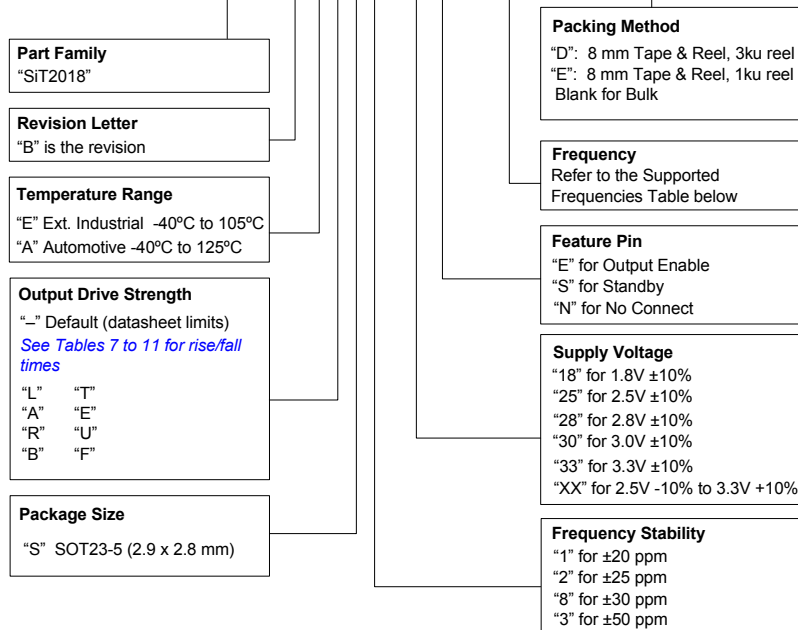 Part Family
“SiT2018”
Revision Letter
“B” is the revision
Temperature Range
“E” Ext. Industrial -40ºC to 105ºC
“A” Automotive -40ºC to 125ºC
Output Drive Strength
“–” Default (datasheet limits)
See Tables 7 to 11 for rise/fall
times
“L” “T”
“A” “E”
“R” “U”
“B” “F”
Package Size
“S” SOT23-5 (2.9 x 2.8 mm)
Packing Method
“D”: 8 mm Tape & Reel, 3ku reel
“E”: 8 mm Tape & Reel, 1ku reel
Blank for Bulk
Frequency
Refer to the Supported
Frequencies Table below
Feature Pin
“E” for Output Enable
“S” for Standby
“N” for No Connect
Supply Voltage
“18” for 1.8V ±10%
“25” for 2.5V ±10%
“28” for 2.8V ±10%
“30” for 3.0V ±10%
“33” for 3.3V ±10%
“XX” for 2.5V -10% to 3.3V +10%
Frequency Stability
“1” for ±20 ppm
“2” for ±25 ppm
“8” for ±30 ppm
“3” for ±50 ppm